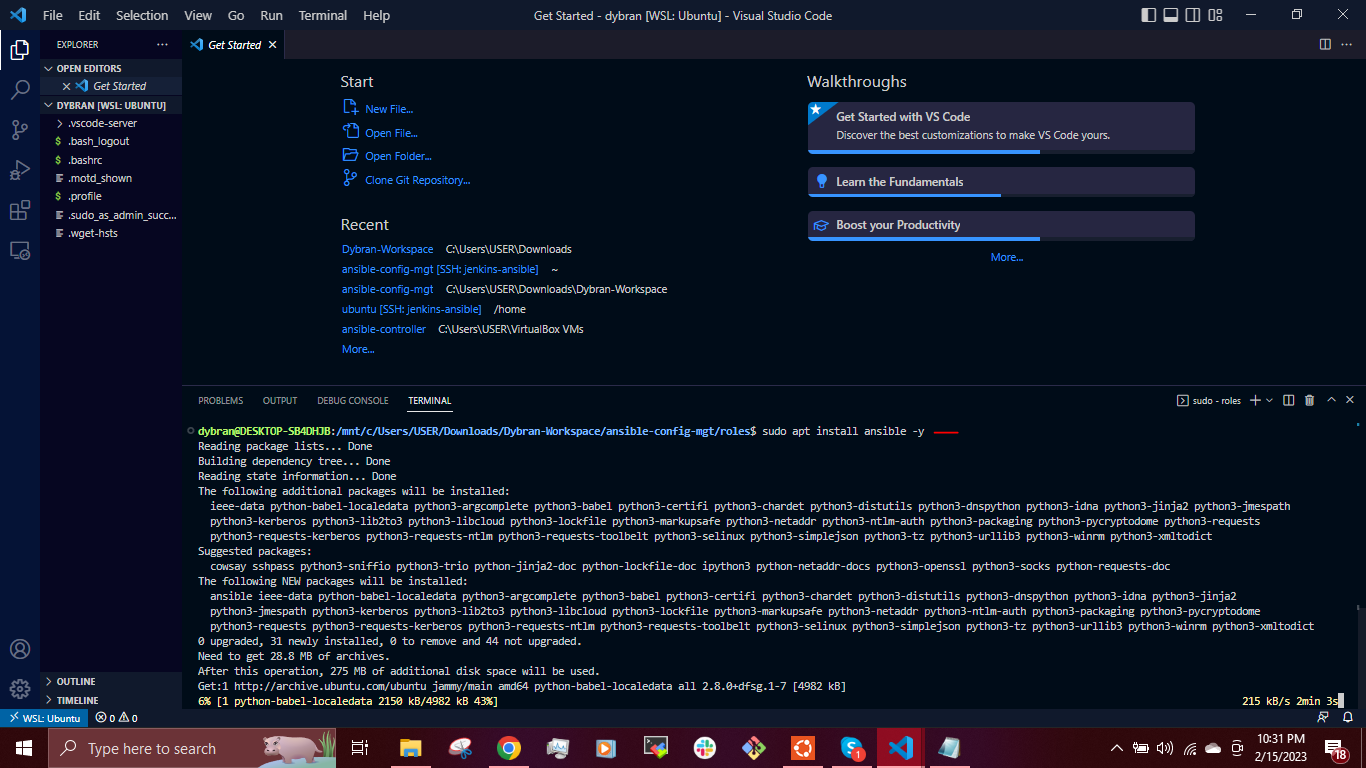 File Edit Selection View Go Run Terminal Help
Get Started - dybran [WSL: Ubuntu] - Visual Studio Code
EXPLORER
OPEN EDITORS
Get Started
DYBRAN [WSL: UBUNTU]
.vscode-server
.bash_logout
.bashrc
.motd_shown
.profile
.sudo_as_admin_succ...
.wget-hsts
OUTLINE
TIMELINE
Get Started
Start
New File...
Open File...
Open Folder...
Clone Git Repository...
Recent
Dybran-Workspace C:\Users\USER\Downloads
ansible-config-mgt [SSH: jenkins-ansible] ~
ansible-config-mgt C:\Users\USER\Downloads\Dybran-Workspace
ubuntu [SSH: jenkins-ansible] /home
ansible-controller C:\Users\USER\VirtualBox VMs
More...
Walkthroughs
Get Started with VS Code
Discover the best customizations to make VS Code yours.
Learn the Fundamentals
Boost your Productivity
More...
PROBLEMS OUTPUT DEBUG CONSOLE TERMINAL
sudo - roles
dybran@DESKTOP-SB4DHJB:/mnt/c/Users/USER/Downloads/Dybran-Workspace/ansible-config-mgt/roles$ sudo apt install ansible -y
Reading package lists... Done
Building dependency tree... Done
Reading state information... Done
The following additional packages will be installed:
ieee-data python-babel-localedata python3-argcomplete python3-babel python3-certifi python3-chardet python3-distutils python3-dnspython python3-idna python3-jinja2 python3-jmespath
python3-kerberos python3-lib2to3 python3-libcloud python3-lockfile python3-markupsafe python3-netaddr python3-ntlm-auth python3-packaging python3-pycryptodome python3-requests
python3-requests-kerberos python3-requests-ntlm python3-requests-toolbelt python3-selinux python3-simplejson python3-tz python3-urllib3 python3-winrm python3-xmltodict
Suggested packages:
cowsay sshpass python3-sniffio python3-trio python-jinja2-doc python-lockfile-doc ipython3 python-netaddr-docs python3-openssl python3-socks python-requests-doc
The following NEW packages will be installed:
ansible ieee-data python-babel-localedata python3-argcomplete python3-babel python3-certifi python3-chardet python3-distutils python3-dnspython python3-idna python3-jinja2
python3-jmespath python3-kerberos python3-lib2to3 python3-libcloud python3-lockfile python3-markupsafe python3-netaddr python3-ntlm-auth python3-packaging python3-pycryptodome
python3-requests python3-requests-kerberos python3-requests-ntlm python3-requests-toolbelt python3-selinux python3-simplejson python3-tz python3-urllib3 python3-winrm python3-xmltodict
0 upgraded, 31 newly installed, 0 to remove and 44 not upgraded.
Need to get 28.8 MB of archives.
After this operation, 275 MB of additional disk space will be used.
Get:1 http://archive.ubuntu.com/ubuntu jammy/main amd64 python-babel-localedata all 2.8.0+dfsg.1-7 [4982 kB]
6% [1 python-babel-localedata 2150 kB/4982 kB 43%] 215 kB/s 2min 3s
WSL: Ubuntu 0 0
Type here to search
1
10:31 PM
2/15/2023
18